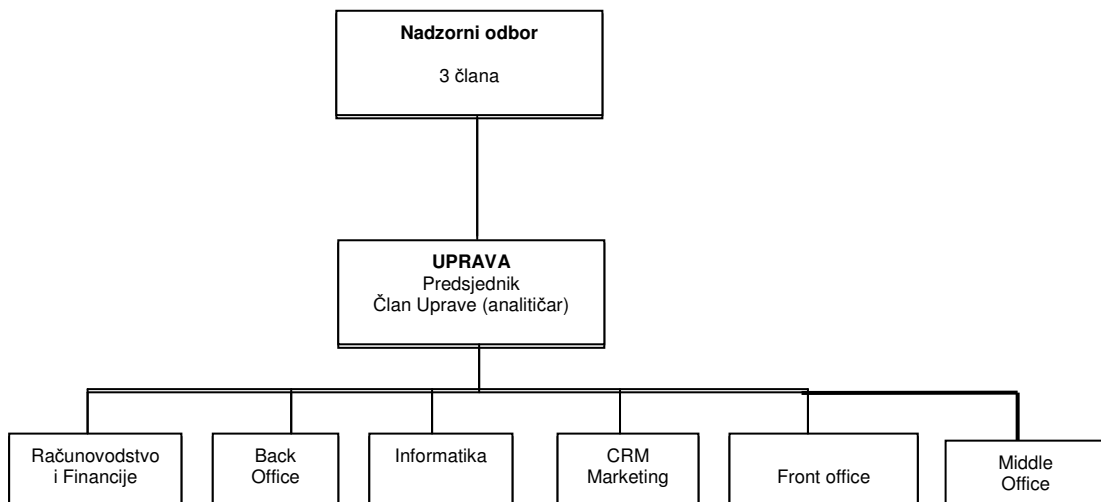 Nadzorni odbor
3 člana
UPRAVA
Predsjednik
Član Uprave (analitičar)
Računovodstvo
i Financije
Back
Office
Informatika
CRM
Marketing
Front office
Middle
Office